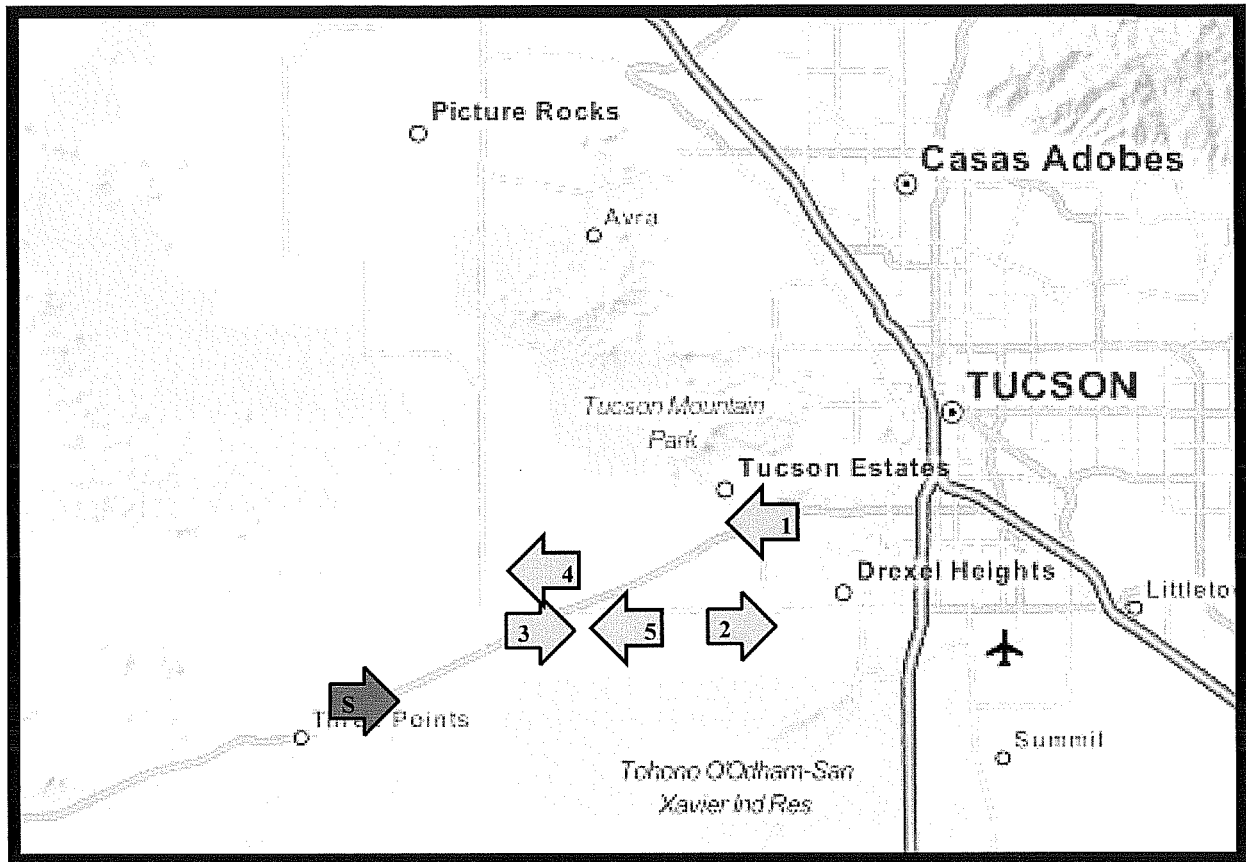 Picture Rocks
Casas Adobes
Avra
TUCSON
Tucson Mountain
Park
Tucson Estates
1
4
Drexel Heights
3
5
2
S
Three Points
Summit
Tohono O'Odham-San
Xavier Ind Res